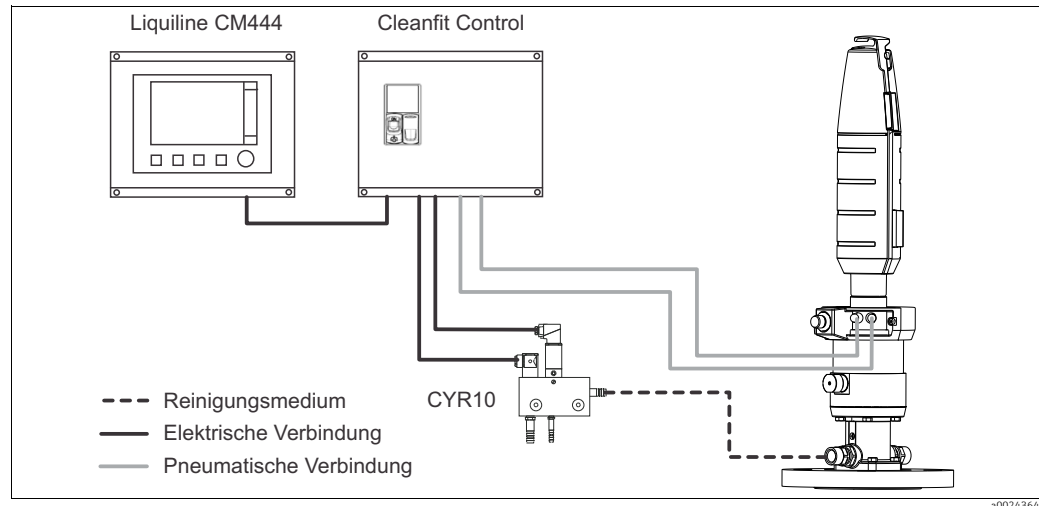 Liquiline CM444
Cleanfit Control
CYR10
Reinigungsmedium
Elektrische Verbindung
Pneumatische Verbindung
a0024364